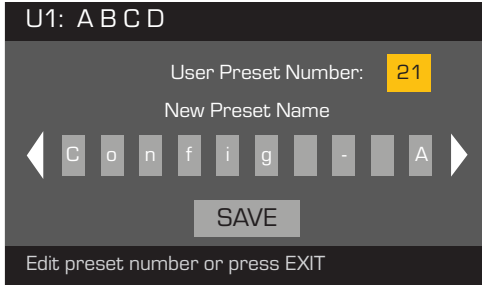 U1: A B C D
User Preset Number: 21
New Preset Name
C o n f i g - A
SAVE
Edit preset number or press EXIT